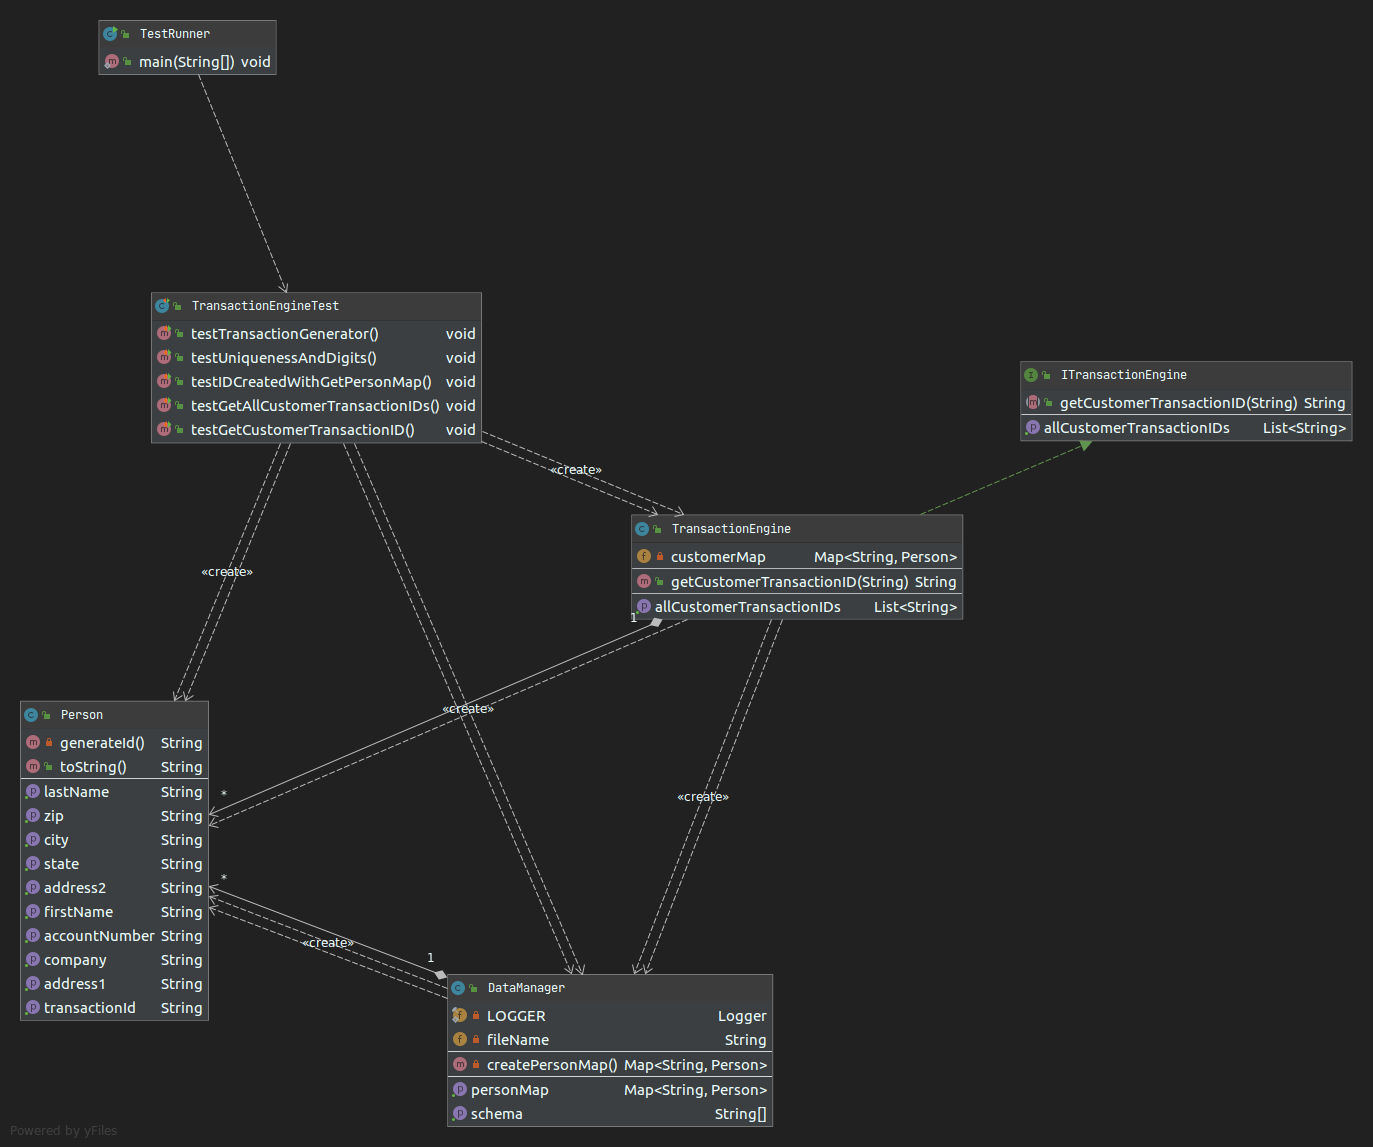 TestRunner
main(String[]) void
TransactionEngineTest
testTransactionGenerator() void
testUniquenessAndDigits() void
testIDCreatedWithGetPersonMap() void
testGetAllCustomerTransactionIDs() void
testGetCustomerTransactionID() void
ITransactionEngine
getCustomerTransactionID(String) String
allCustomerTransactionIDs List<String>
«create»
TransactionEngine
customerMap Map<String, Person>
getCustomerTransactionID(String) String
allCustomerTransactionIDs List<String>
1
«create»
«create»
Person
generateId() String
toString() String
lastName String
zip String
city String
state String
address2 String
firstName String
accountNumber String
company String
address1 String
transactionId String
*
*
«create»
«create»
1
DataManager
LOGGER Logger
fileName String
createPersonMap() Map<String, Person>
personMap Map<String, Person>
schema String[]
Powered by yFiles